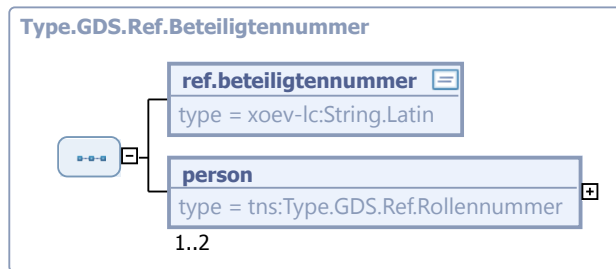 Type.GDS.Ref.Beteiligtennummer
ref.beteiligtennummer
type = xoev-lc:String.Latin
person
type = tns:Type.GDS.Ref.Rollennummer
1..2